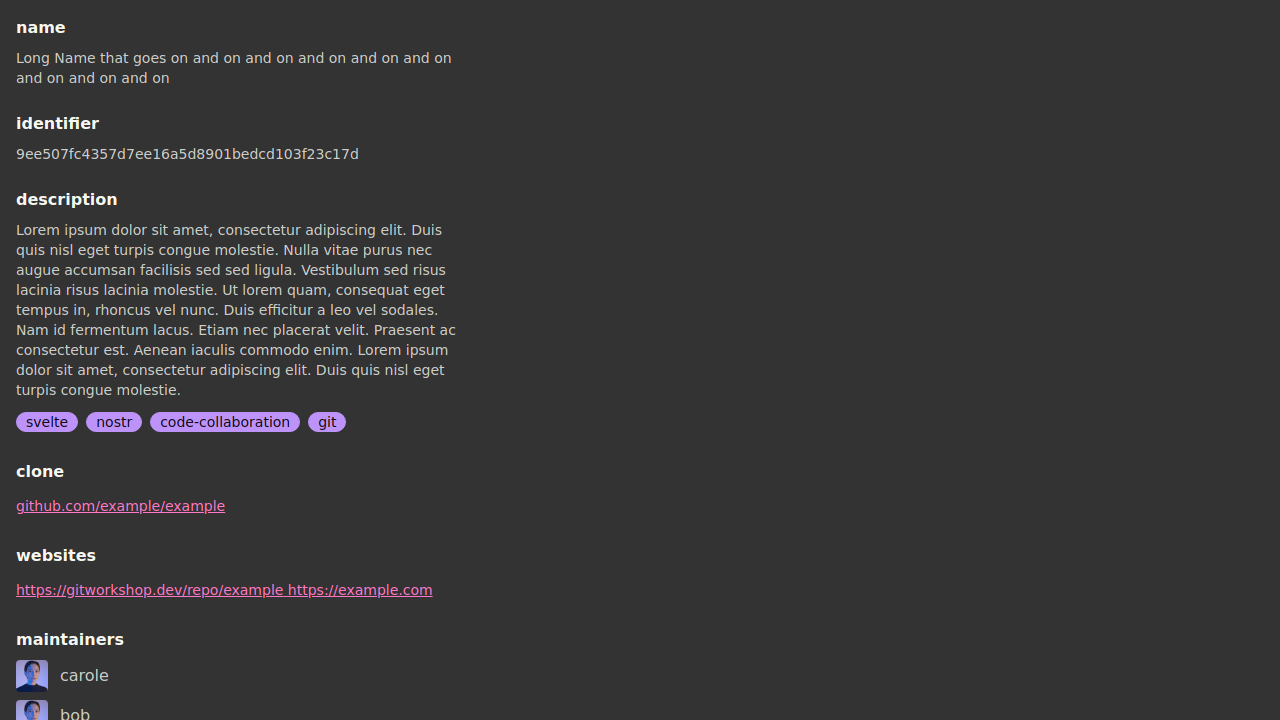 name
Long Name that goes on and on and on and on and on and on
and on and on and on
identifier
9ee507fc4357d7ee16a5d8901bedcd103f23c17d
description
Lorem ipsum dolor sit amet, consectetur adipiscing elit. Duis
quis nisl eget turpis congue molestie. Nulla vitae purus nec
augue accumsan facilisis sed sed ligula. Vestibulum sed risus
lacinia risus lacinia molestie. Ut lorem quam, consequat eget
tempus in, rhoncus vel nunc. Duis efficitur a leo vel sodales.
Nam id fermentum lacus. Etiam nec placerat velit. Praesent ac
consectetur est. Aenean iaculis commodo enim. Lorem ipsum
dolor sit amet, consectetur adipiscing elit. Duis quis nisl eget
turpis congue molestie.
svelte nostr code-collaboration git
clone
github.com/example/example
websites
https://gitworkshop.dev/repo/example https://example.com
maintainers
carole
bob